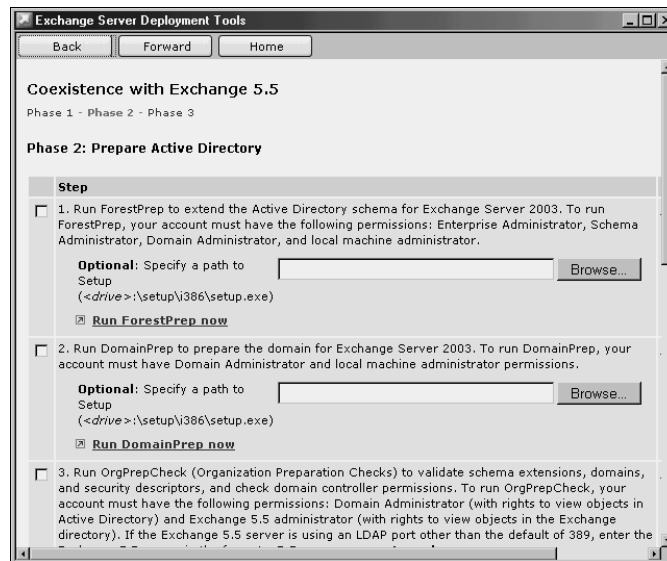 Exchange Server Deployment Tools
Back Forward Home
Coexistence with Exchange 5.5
Phase 1 - Phase 2 - Phase 3
Phase 2: Prepare Active Directory
Step
1. Run ForestPrep to extend the Active Directory schema for Exchange Server 2003. To run
ForestPrep, your account must have the following permissions: Enterprise Administrator, Schema
Administrator, Domain Administrator, and local machine administrator.
Optional: Specify a path to
Setup
(<drive>:\setup\i386\setup.exe)
Browse...
Run ForestPrep now
2. Run DomainPrep to prepare the domain for Exchange Server 2003. To run DomainPrep, your
account must have Domain Administrator and local machine administrator permissions.
Optional: Specify a path to
Setup
(<drive>:\setup\i386\setup.exe)
Browse...
Run DomainPrep now
3. Run OrgPrepCheck (Organization Preparation Checks) to validate schema extensions, domains,
and security descriptors, and check domain controller permissions. To run OrgPrepCheck, your
account must have the following permissions: Domain Administrator (with rights to view objects in
Active Directory) and Exchange 5.5 administrator (with rights to view objects in the Exchange
directory). If the Exchange 5.5 server is using an LDAP port other than the default of 389, enter the